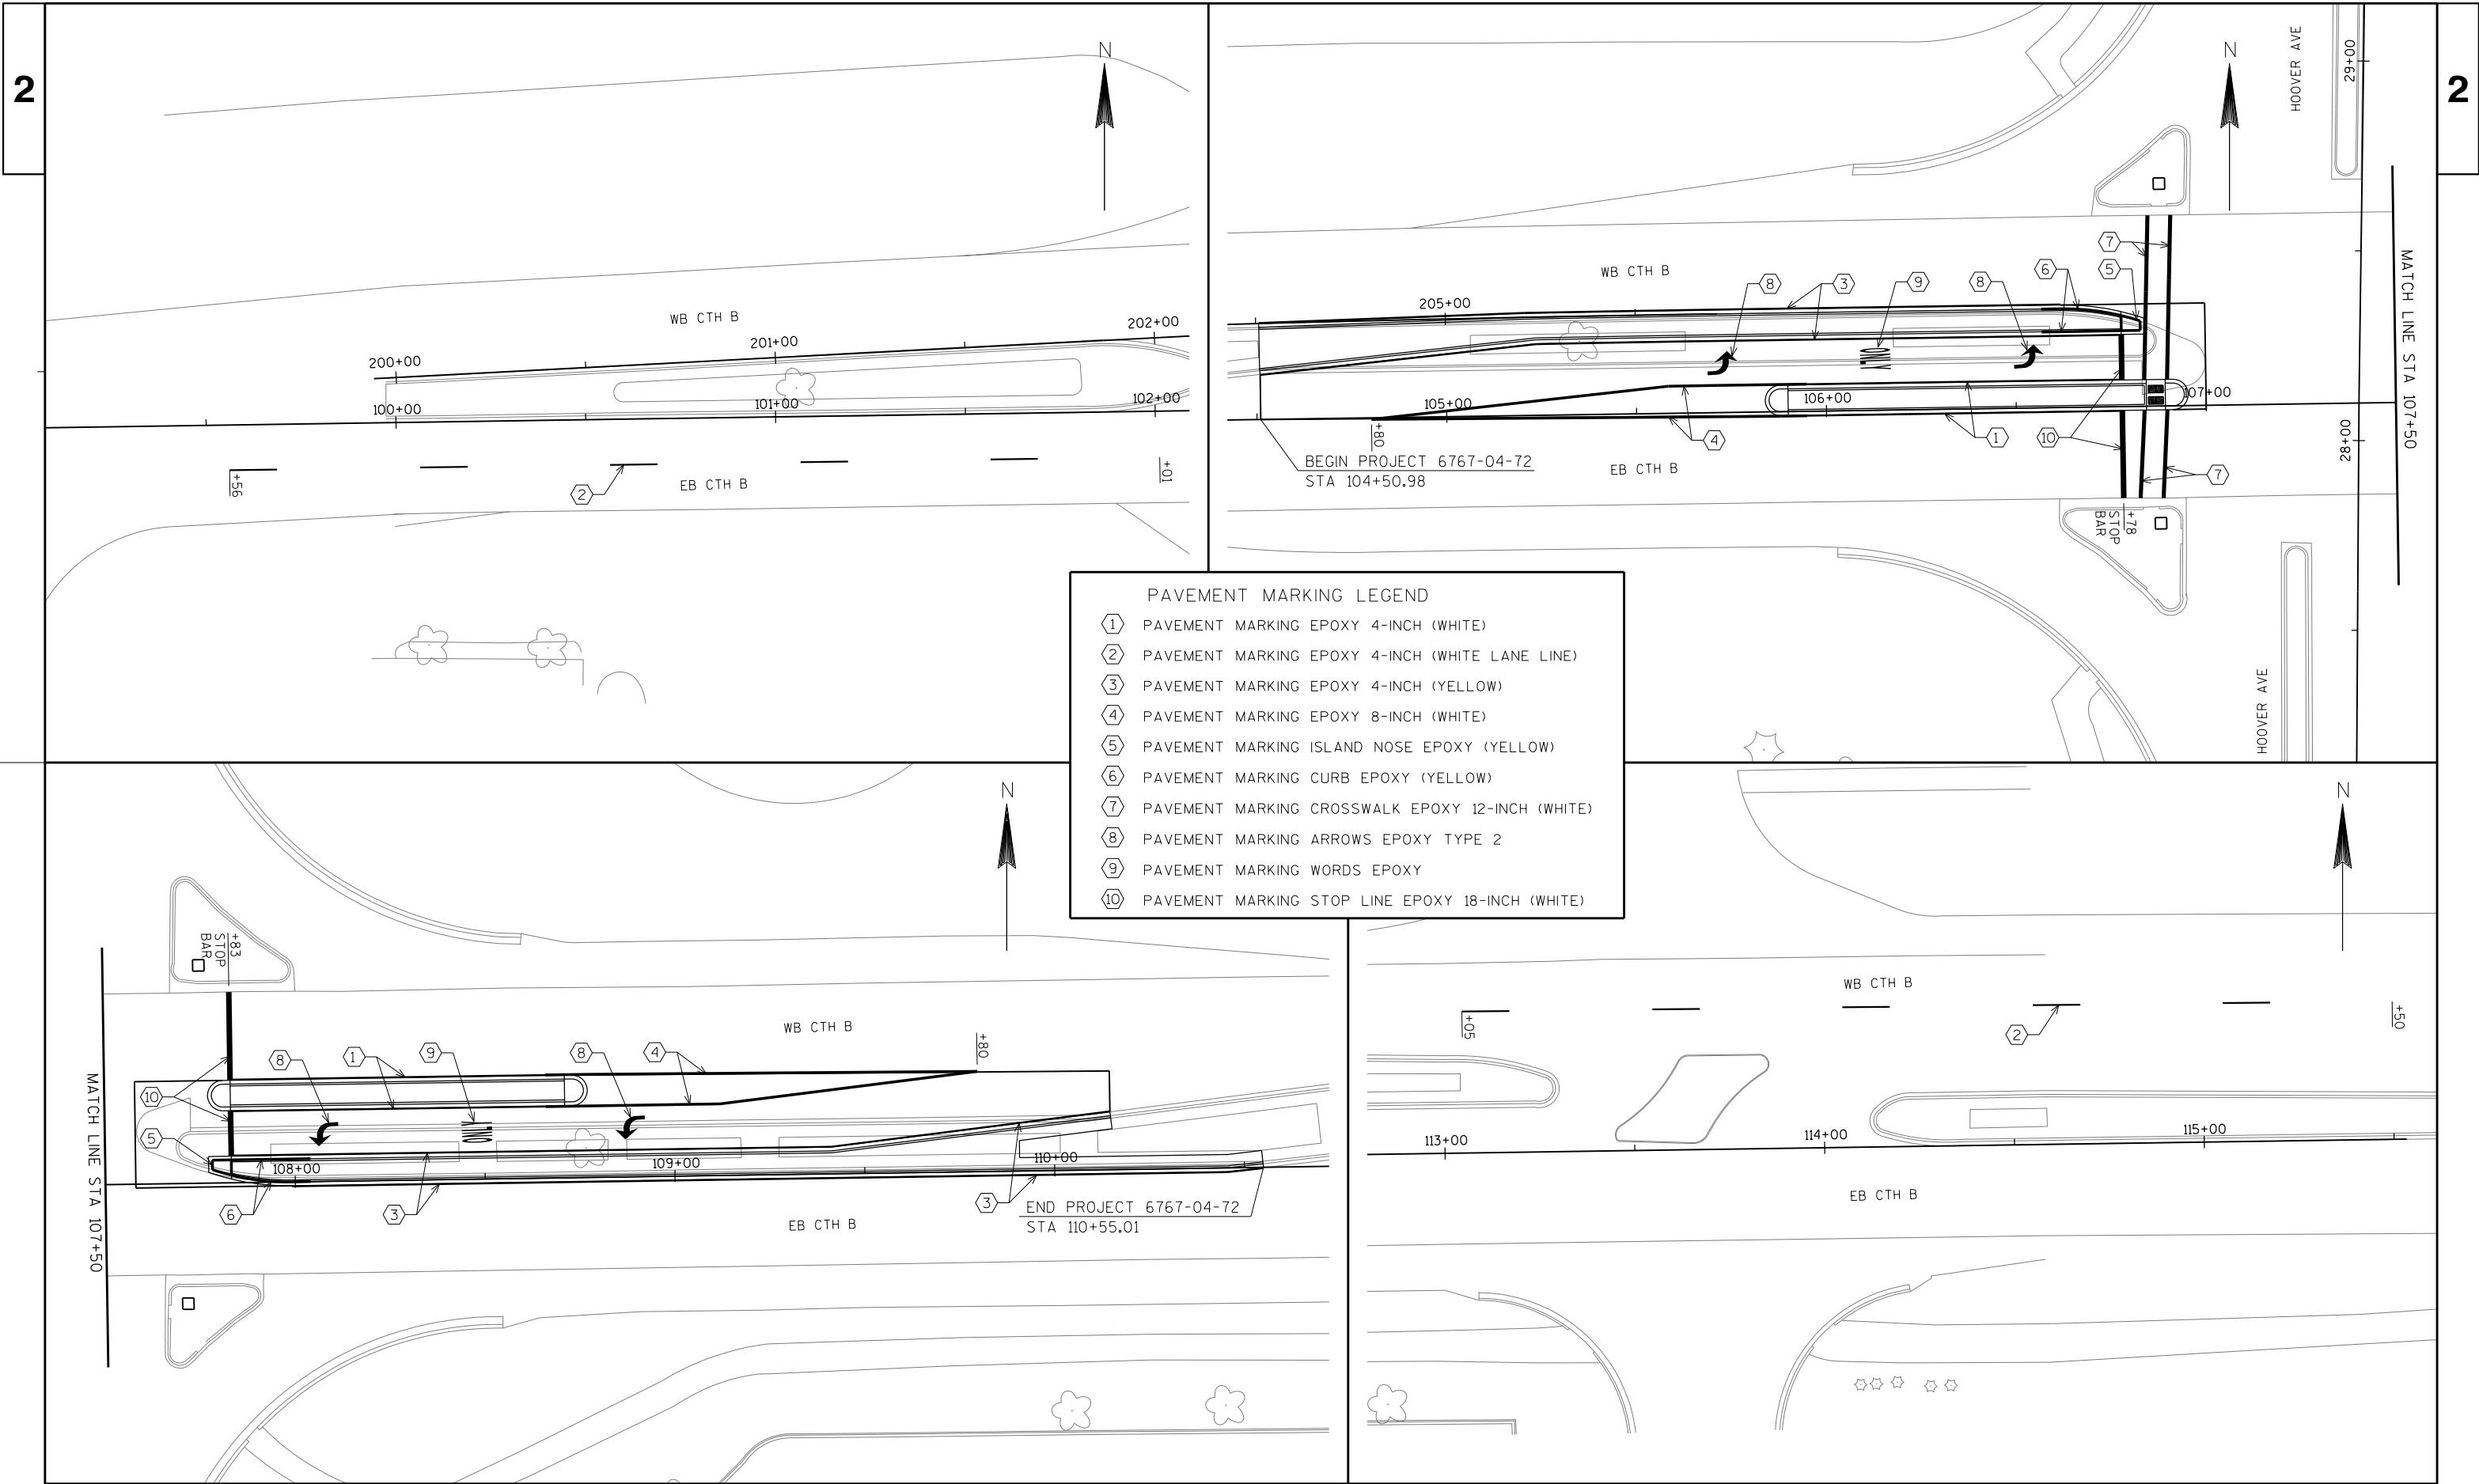 2
2
N
WB CTH B
200+00
201+00
202+00
100+00
101+00
102+00
+56
2
EB CTH B
+01
N
HOOVER AVE
29+00
7
WB CTH B
8
3
9
8
6
5
205+00
MATCH LINE STA 107+50
105+00
106+00
107+00
+80
4
1
10
28+00
BEGIN PROJECT 6767-04-72
STA 104+50.98
EB CTH B
7
+78
STOP
BAR
HOOVER AVE
PAVEMENT MARKING LEGEND
1 PAVEMENT MARKING EPOXY 4-INCH (WHITE)
2 PAVEMENT MARKING EPOXY 4-INCH (WHITE LANE LINE)
3 PAVEMENT MARKING EPOXY 4-INCH (YELLOW)
4 PAVEMENT MARKING EPOXY 8-INCH (WHITE)
5 PAVEMENT MARKING ISLAND NOSE EPOXY (YELLOW)
6 PAVEMENT MARKING CURB EPOXY (YELLOW)
7 PAVEMENT MARKING CROSSWALK EPOXY 12-INCH (WHITE)
8 PAVEMENT MARKING ARROWS EPOXY TYPE 2
9 PAVEMENT MARKING WORDS EPOXY
10 PAVEMENT MARKING STOP LINE EPOXY 18-INCH (WHITE)
N
+83
STOP
BAR
WB CTH B
8
1
9
8
4
+80
MATCH LINE STA 107+50
10
5
108+00
109+00
110+00
6
3
3
END PROJECT 6767-04-72
STA 110+55.01
EB CTH B
N
WB CTH B
+05
2
+50
113+00
114+00
115+00
EB CTH B